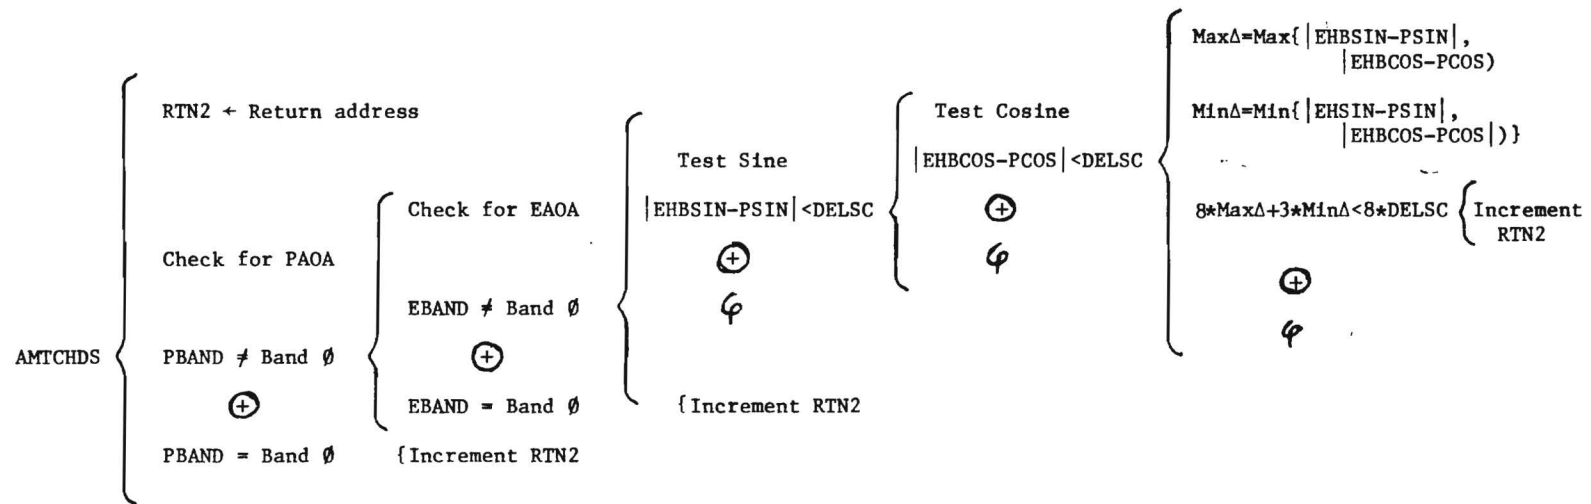 AMTCHDS
RTN2 ← Return address
Check for PAOA
PBAND ≠ Band Ø
⊕
PBAND = Band Ø
Check for EAOA
EBAND ≠ Band Ø
⊕
EBAND = Band Ø
{Increment RTN2
Test Sine
|EHBSIN-PSIN|<DELSC
⊕
φ
{Increment RTN2
Test Cosine
|EHBCOS-PCOS|<DELSC
⊕
φ
MaxΔ=Max{|EHBSIN-PSIN|,
|EHBCOS-PCOS)
MinΔ=Min{|EHSIN-PSIN|,
|EHBCOS-PCOS|)}
8*MaxΔ+3*MinΔ<8*DELSC
⊕
φ
Increment
RTN2